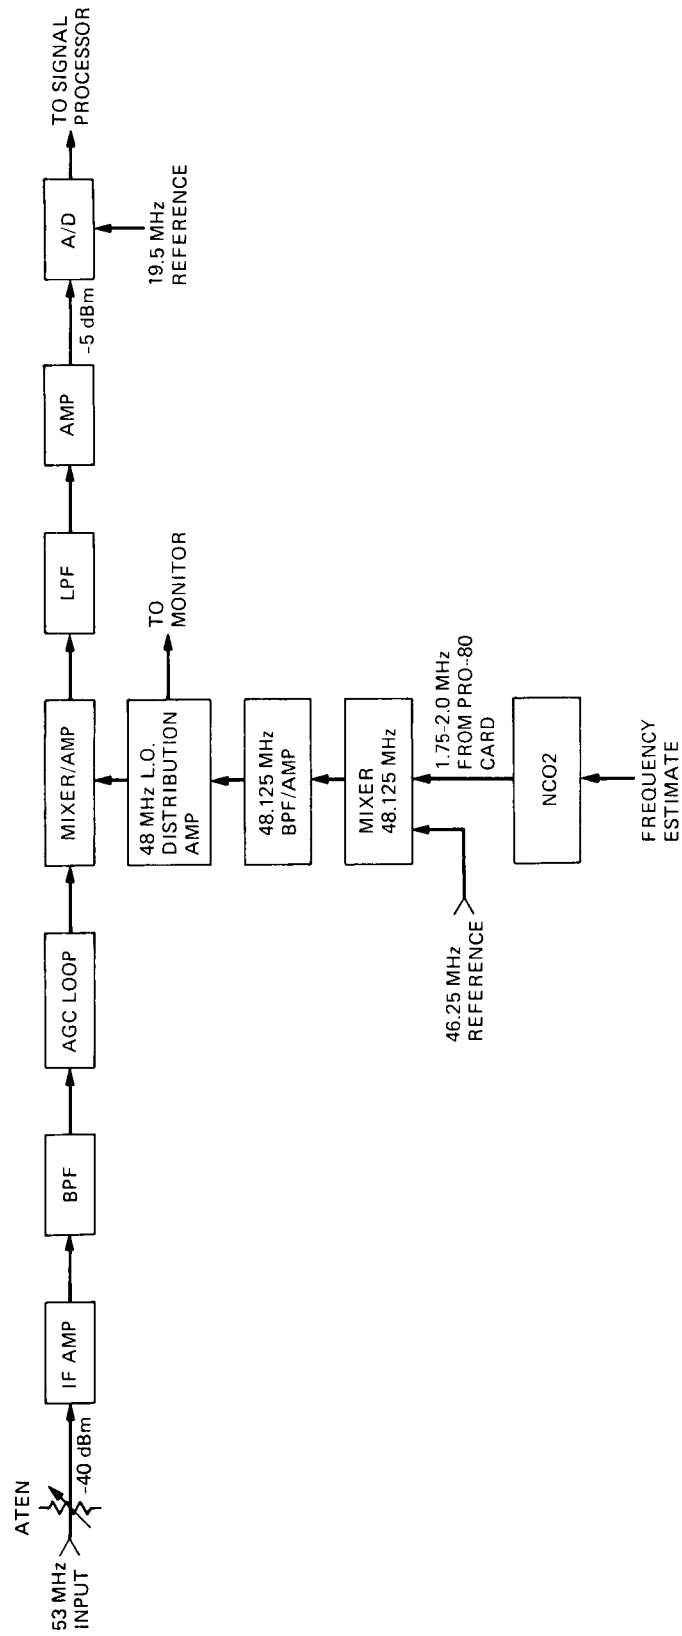 53 MHz
INPUT
ATEN
-40 dBm
IF AMP
BPF
AGC LOOP
MIXER/AMP
LPF
AMP
-5 dBm
A/D
TO SIGNAL
PROCESSOR
19.5 MHz
REFERENCE
48 MHz L.O.
DISTRIBUTION
AMP
TO
MONITOR
48.125 MHz
BPF/AMP
MIXER
48.125 MHz
46.25 MHz
REFERENCE
1.75-2.0 MHz
FROM PRO-80
CARD
NCO2
FREQUENCY
ESTIMATE